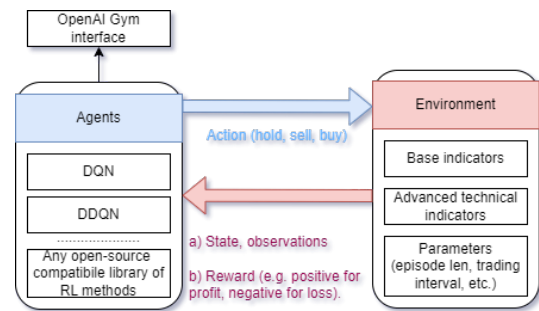 OpenAI Gym
interface
Agents
DQN
DDQN
Any open-source
compatibile library of
RL methods
Action (hold, sell, buy)
a) State, observations
b) Reward (e.g. positive for
profit, negative for loss).
Environment
Base indicators
Advanced technical
indicators
Parameters
(episode len, trading
interval, etc.)